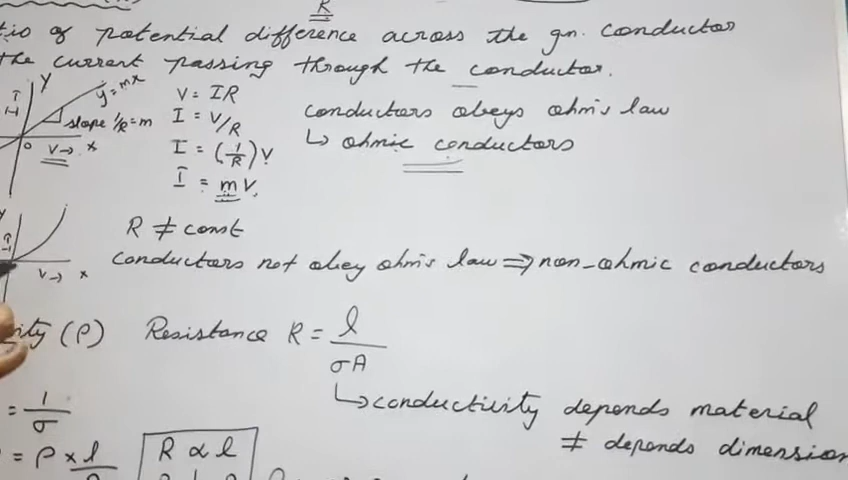 R
tio of potential difference across the gn. conductor
the current passing through the conductor.
I Y y=mx
slope 1/R=m
O V→ x
V = IR
I = V/R
I = (1/R)V
I = mV.
conductors obeys ohm's law
↳ ohmic conductors
R ≠ const
I
V→ x
conductors not obey ohm's law ⇒ non-ohmic conductors
ity (ρ) Resistance R = l/σA
↳ conductivity depends material
≠ depends dimension
= 1/σ
= ρ × l/
R ∝ l